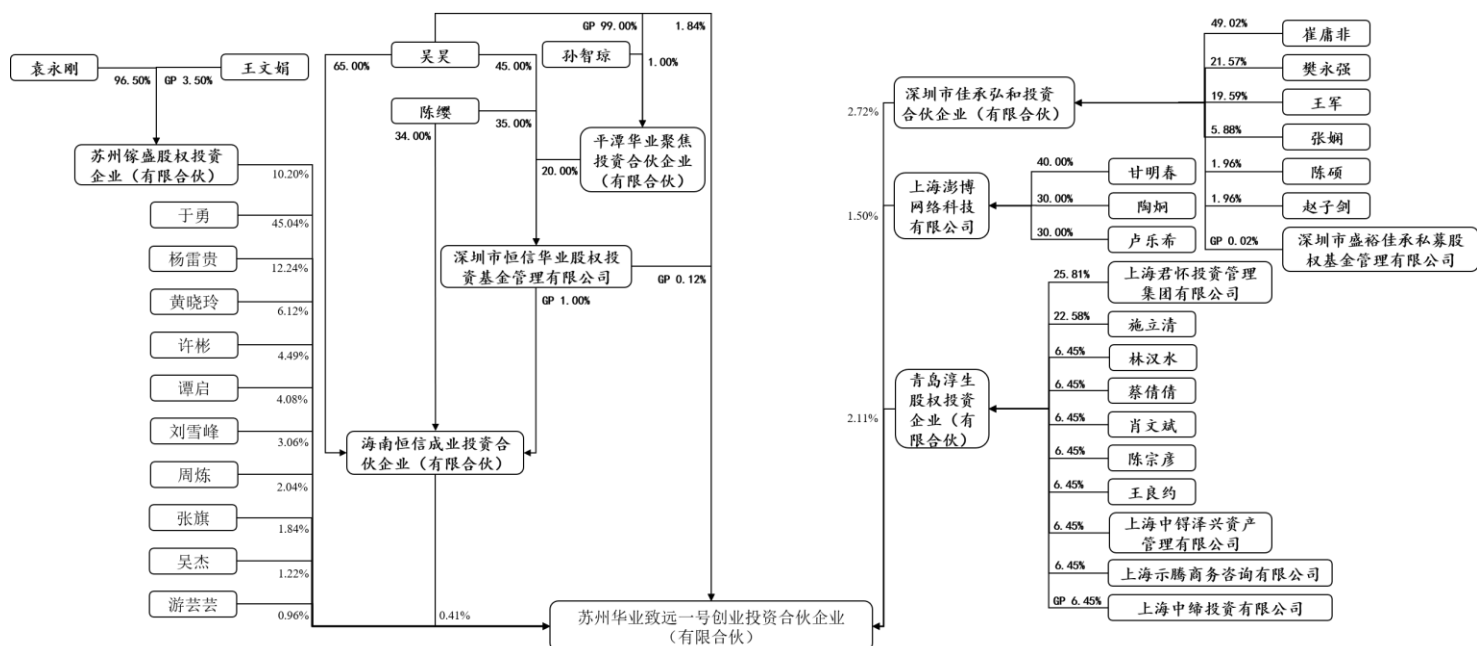 袁永刚
王文娟
96.50%
GP 3.50%
苏州镓盛股权投资
企业（有限合伙）
10.20%
于勇
45.04%
杨雷贵
12.24%
黄晓玲
6.12%
许彬
4.49%
谭启
4.08%
刘雪峰
3.06%
周炼
2.04%
张旗
1.84%
吴杰
1.22%
游芸芸
0.96%
GP 99.00%
1.84%
吴昊
65.00%
45.00%
孙智琼
1.00%
陈缨
34.00%
35.00%
平潭华业聚焦
投资合伙企业
（有限合伙）
20.00%
深圳市恒信华业股权投
资基金管理有限公司
GP 0.12%
GP 1.00%
海南恒信成业投资合
伙企业（有限合伙）
0.41%
苏州华业致远一号创业投资合伙企业
（有限合伙）
2.72%
深圳市佳承弘和投资
合伙企业（有限合伙）
49.02%
崔庸非
21.57%
樊永强
19.59%
王军
5.88%
张娴
1.96%
陈硕
1.96%
赵子剑
GP 0.02%
深圳市盛裕佳承私募股
权基金管理有限公司
1.50%
上海澎博
网络科技
有限公司
40.00%
甘明春
30.00%
陶炯
30.00%
卢乐希
2.11%
青岛淳生
股权投资
企业（有
限合伙）
25.81%
上海君怀投资管理
集团有限公司
22.58%
施立清
6.45%
林汉水
6.45%
蔡倩倩
6.45%
肖文斌
6.45%
陈宗彦
6.45%
王良约
6.45%
上海中锝泽兴资产
管理有限公司
6.45%
上海示腾商务咨询有限公司
GP 6.45%
上海中缔投资有限公司